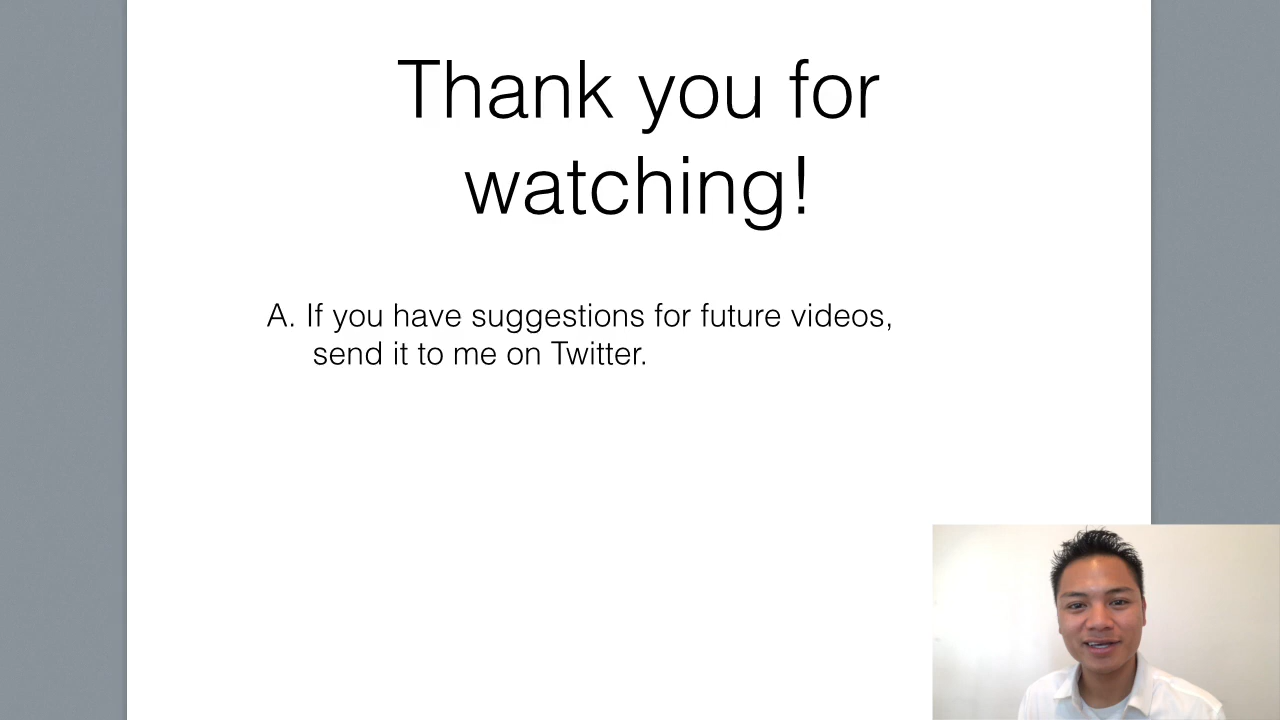 Thank you for
watching!
A. If you have suggestions for future videos,
send it to me on Twitter.